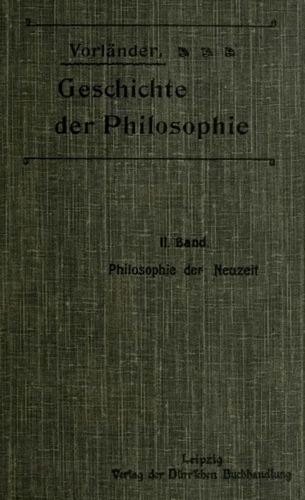 Vorländer,
Geschichte
der Philosophie
II. Band.
Philosophie der Neuzeit
Leipzig
Verlag der Dürr'schen Buchhandlung